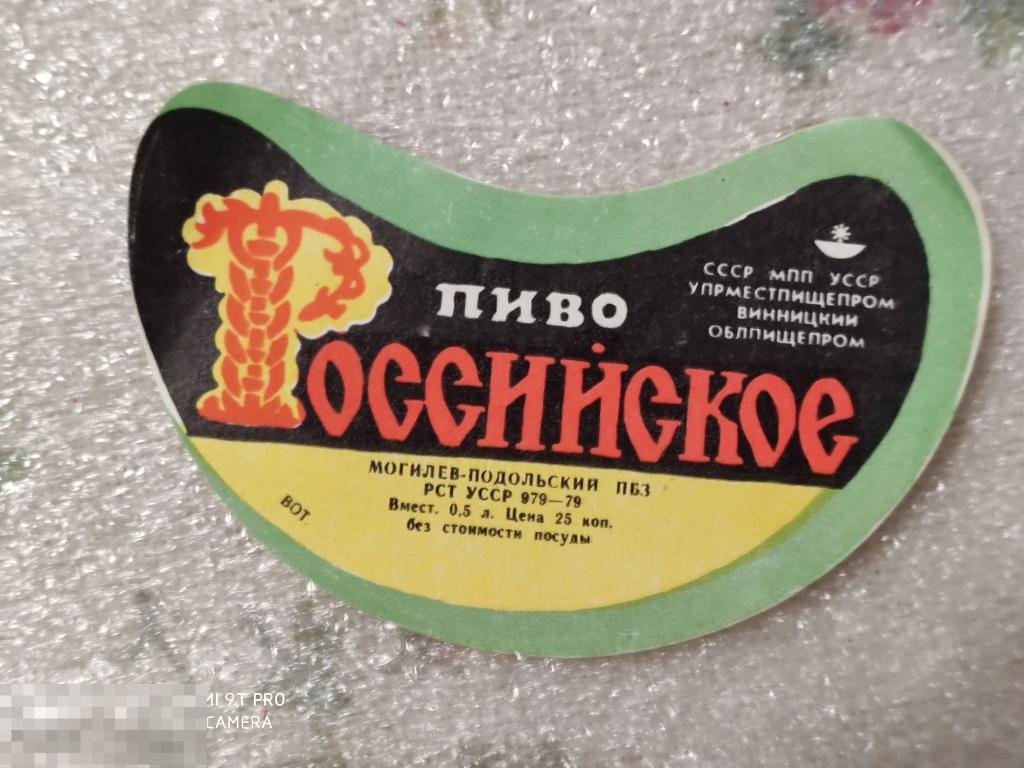 ПИВО
РОССИЙСКОЕ
СССР МПП УССР
УПРМЕСТПИЩЕПРОМ
ВИННИЦКИЙ
ОБЛПИЩЕПРОМ
МОГИЛЕВ-ПОДОЛЬСКИЙ ПБЗ
РСТ УССР 979—79
Вмест. 0,5 л. Цена 25 коп.
без стоимости посуды
ВОТ.
MI 9T PRO
CAMERA